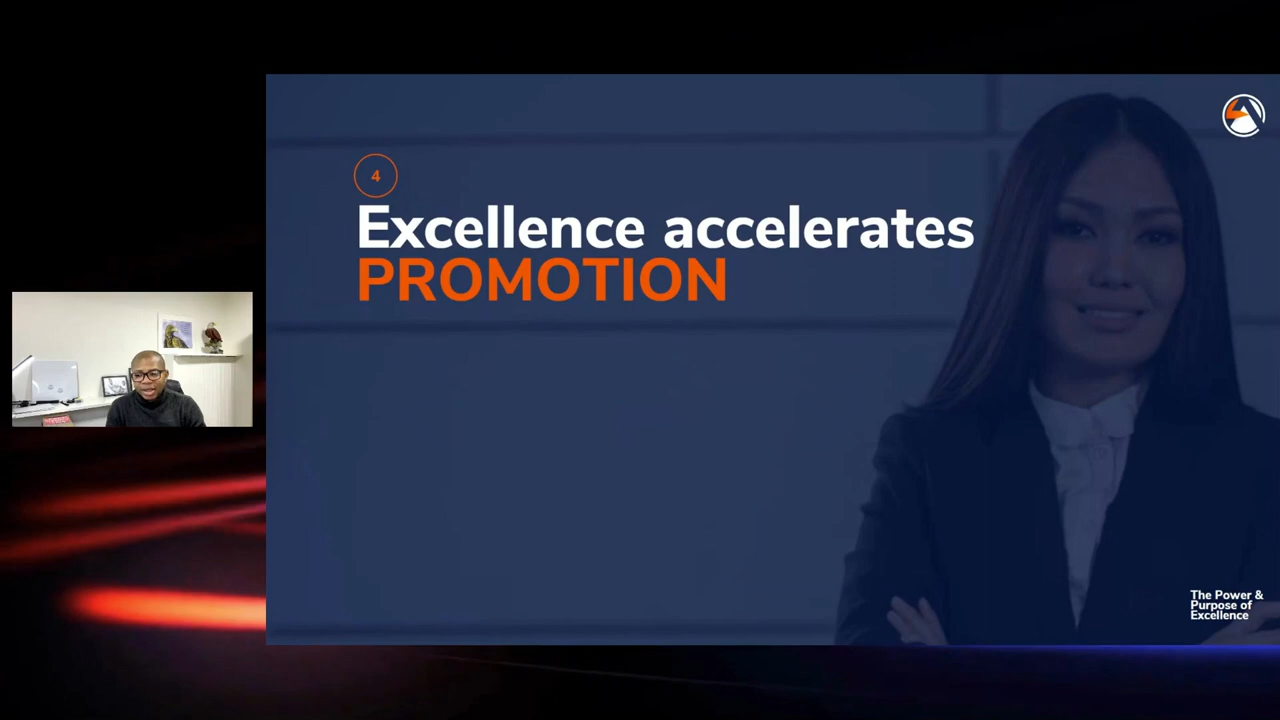 4
Excellence accelerates
PROMOTION
The Power &
Purpose of
Excellence